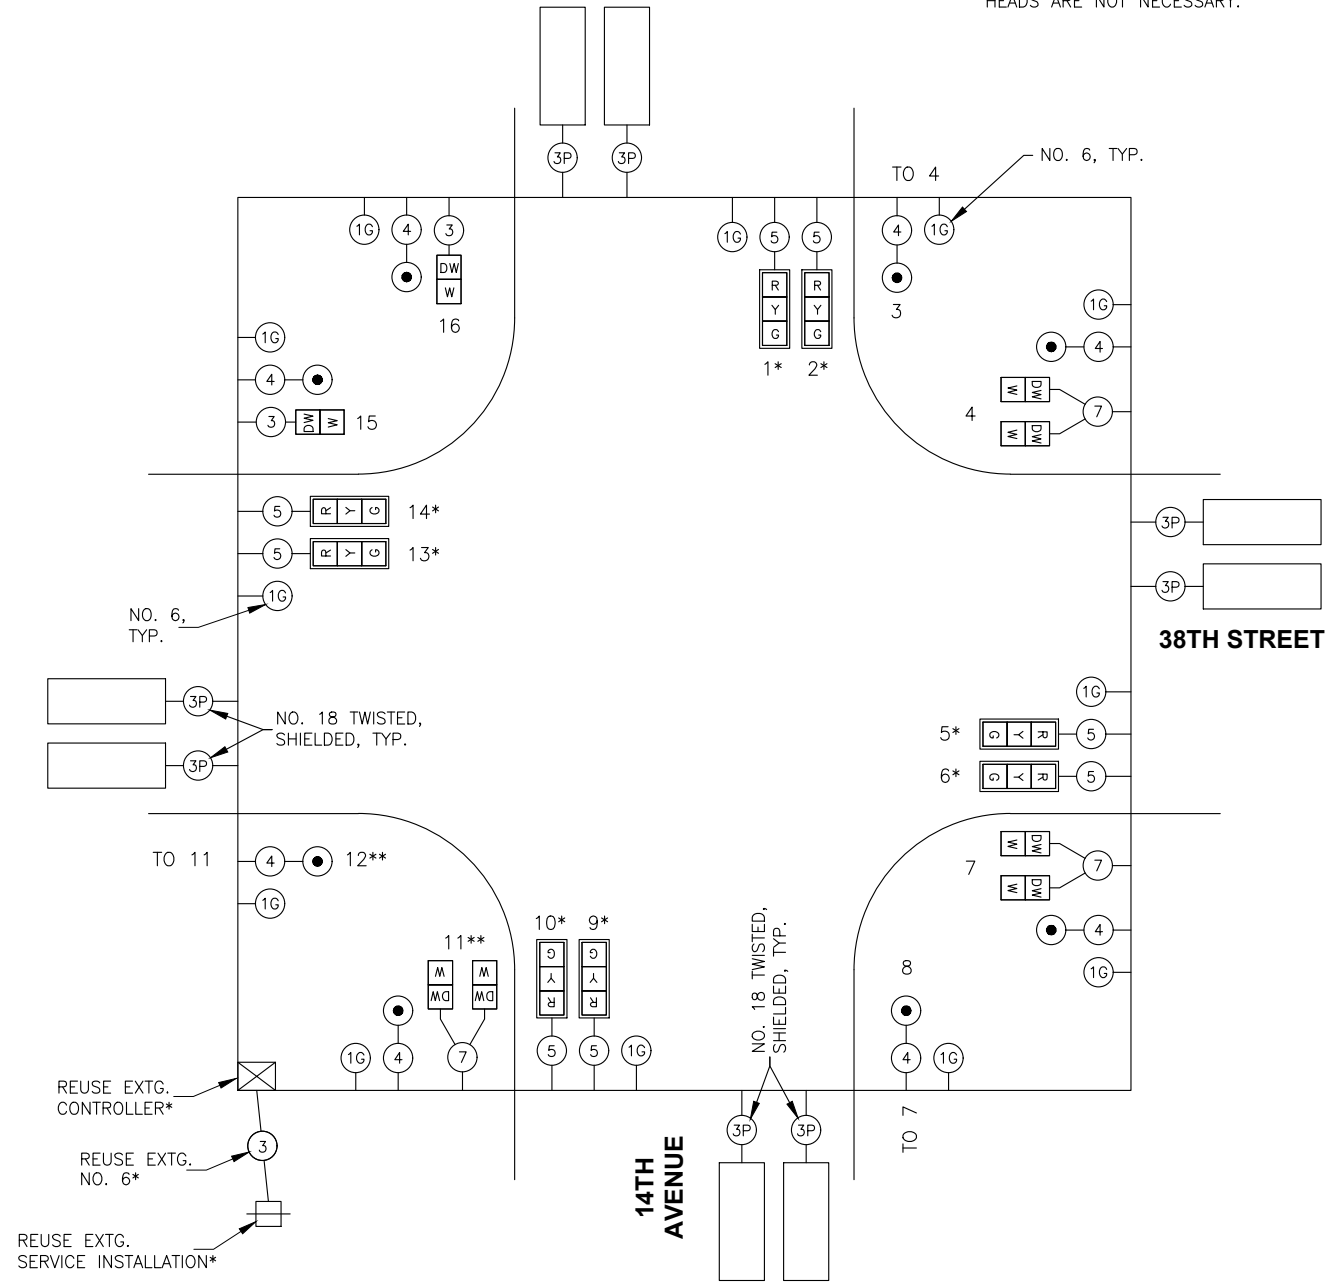 HEADS ARE NOT NECESSARY.
3P 3P
NO. 6, TYP.
TO 4
1G 4 3
1G 5 5
4 1G
DW
W
16
R R
Y Y
G G
1* 2*
3
1G
1G
4
4
3 DW W 15
4 W DW
W DW
7
5 R Y G 14*
5 R Y G 13*
1G
NO. 6,
TYP.
3P
3P
38TH STREET
3P
3P
NO. 18 TWISTED,
SHIELDED, TYP.
1G
5* G Y R 5
6* G Y R 5
TO 11 4 12**
1G
7 W DW
W DW
7
4
1G
11**
W W
DW DW
10* 9*
G G
Y Y
R R
1G 4 7
5 5 1G
NO. 18 TWISTED,
SHIELDED, TYP.
8
4 1G
TO 7
REUSE EXTG.
CONTROLLER*
3
REUSE EXTG.
NO. 6*
REUSE EXTG.
SERVICE INSTALLATION*
14TH
AVENUE
3P 3P